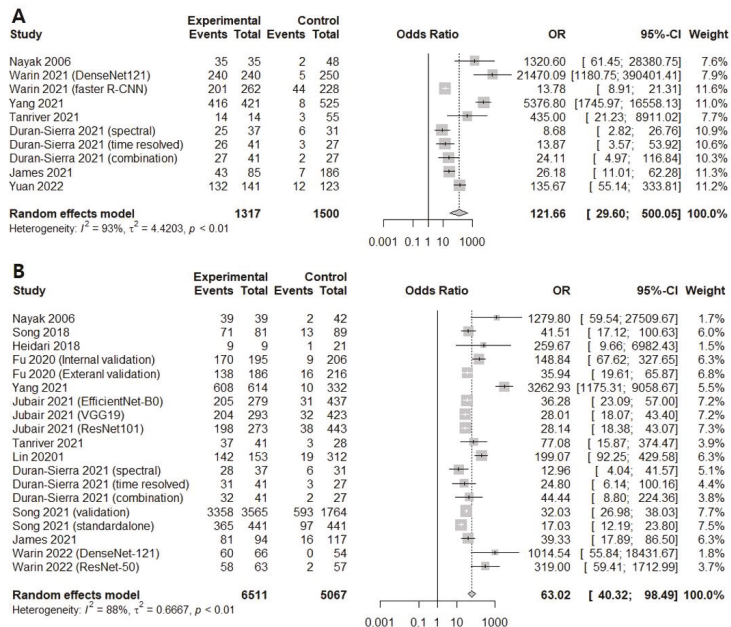 A
Experimental Control
Study Events Total Events Total Odds Ratio OR 95%-CI Weight
Nayak 2006 35 35 2 48 1320.60 [ 61.45; 28380.75] 7.6%
Warin 2021 (DenseNet121) 240 240 5 250 21470.09 [1180.75; 390401.41] 7.9%
Warin 2021 (faster R-CNN) 201 262 44 228 13.78 [ 8.91; 21.31] 11.6%
Yang 2021 416 421 8 525 5376.80 [1745.97; 16558.13] 11.0%
Tanriver 2021 14 14 3 55 435.00 [ 21.23; 8911.02] 7.7%
Duran-Sierra 2021 (spectral) 25 37 6 31 8.68 [ 2.82; 26.76] 10.9%
Duran-Sierra 2021 (time resolved) 26 41 3 27 13.87 [ 3.57; 53.92] 10.6%
Duran-Sierra 2021 (combination) 27 41 2 27 24.11 [ 4.97; 116.84] 10.3%
James 2021 43 85 7 186 26.18 [ 11.01; 62.28] 11.2%
Yuan 2022 132 141 12 123 135.67 [ 55.14; 333.81] 11.2%
Random effects model 1317 1500 121.66 [ 29.60; 500.05] 100.0%
Heterogeneity: I² = 93%, τ² = 4.4203, p < 0.01
0.001 0.1 1 10 1000
B
Experimental Control
Study Events Total Events Total Odds Ratio OR 95%-CI Weight
Nayak 2006 39 39 2 42 1279.80 [ 59.54; 27509.67] 1.7%
Song 2018 71 81 13 89 41.51 [ 17.12; 100.63] 6.0%
Heidari 2018 9 9 1 21 259.67 [ 9.66; 6982.43] 1.5%
Fu 2020 (Internal validation) 170 195 9 206 148.84 [ 67.62; 327.65] 6.3%
Fu 2020 (Exteranl validation) 138 186 16 216 35.94 [ 19.61; 65.87] 6.8%
Yang 2021 608 614 10 332 3262.93 [1175.31; 9058.67] 5.5%
Jubair 2021 (EfficientNet-B0) 205 279 31 437 36.28 [ 23.09; 57.00] 7.2%
Jubair 2021 (VGG19) 204 293 32 423 28.01 [ 18.07; 43.40] 7.2%
Jubair 2021 (ResNet101) 198 273 38 443 28.14 [ 18.38; 43.07] 7.2%
Tanriver 2021 37 41 3 28 77.08 [ 15.87; 374.47] 3.9%
Lin 20201 142 153 19 312 199.07 [ 92.25; 429.58] 6.3%
Duran-Sierra 2021 (spectral) 28 37 6 31 12.96 [ 4.04; 41.57] 5.1%
Duran-Sierra 2021 (time resolved) 31 41 3 27 24.80 [ 6.14; 100.16] 4.4%
Duran-Sierra 2021 (combination) 32 41 2 27 44.44 [ 8.80; 224.36] 3.8%
Song 2021 (validation) 3358 3565 593 1764 32.03 [ 26.98; 38.03] 7.7%
Song 2021 (standardalone) 365 441 97 441 17.03 [ 12.19; 23.80] 7.4%
James 2021 81 94 16 117 39.33 [ 17.89; 86.50] 6.3%
Warin 2022 (DenseNet-121) 60 66 0 54 1014.54 [ 55.84; 18431.67] 1.8%
Warin 2022 (ResNet-50) 58 63 2 57 319.00 [ 59.41; 1712.99] 3.7%
Random effects model 6511 5067 63.02 [ 40.32; 98.49] 100.0%
Heterogeneity: I² = 88%, τ² = 0.6667, p < 0.01
0.001 0.1 1 10 1000